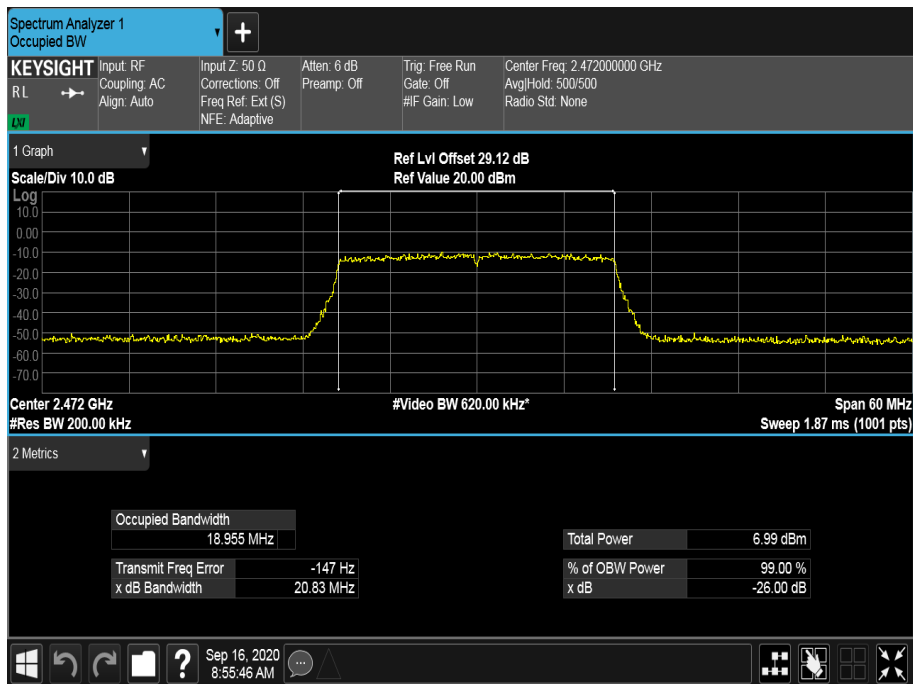 Spectrum Analyzer 1
Occupied BW
+
KEYSIGHT
RL
LXI
Input: RF
Coupling: AC
Align: Auto
Input Z: 50 Ω
Corrections: Off
Freq Ref: Ext (S)
NFE: Adaptive
Atten: 6 dB
Preamp: Off
Trig: Free Run
Gate: Off
#IF Gain: Low
Center Freq: 2.472000000 GHz
Avg|Hold: 500/500
Radio Std: None
1 Graph
Scale/Div 10.0 dB
Ref Lvl Offset 29.12 dB
Ref Value 20.00 dBm
Log
10.0
0.00
-10.0
-20.0
-30.0
-40.0
-50.0
-60.0
-70.0
Center 2.472 GHz
#Video BW 620.00 kHz*
Span 60 MHz
#Res BW 200.00 kHz
Sweep 1.87 ms (1001 pts)
2 Metrics
Occupied Bandwidth
18.955 MHz
Total Power 6.99 dBm
Transmit Freq Error -147 Hz
% of OBW Power 99.00 %
x dB Bandwidth 20.83 MHz
x dB -26.00 dB
?
Sep 16, 2020
8:55:46 AM